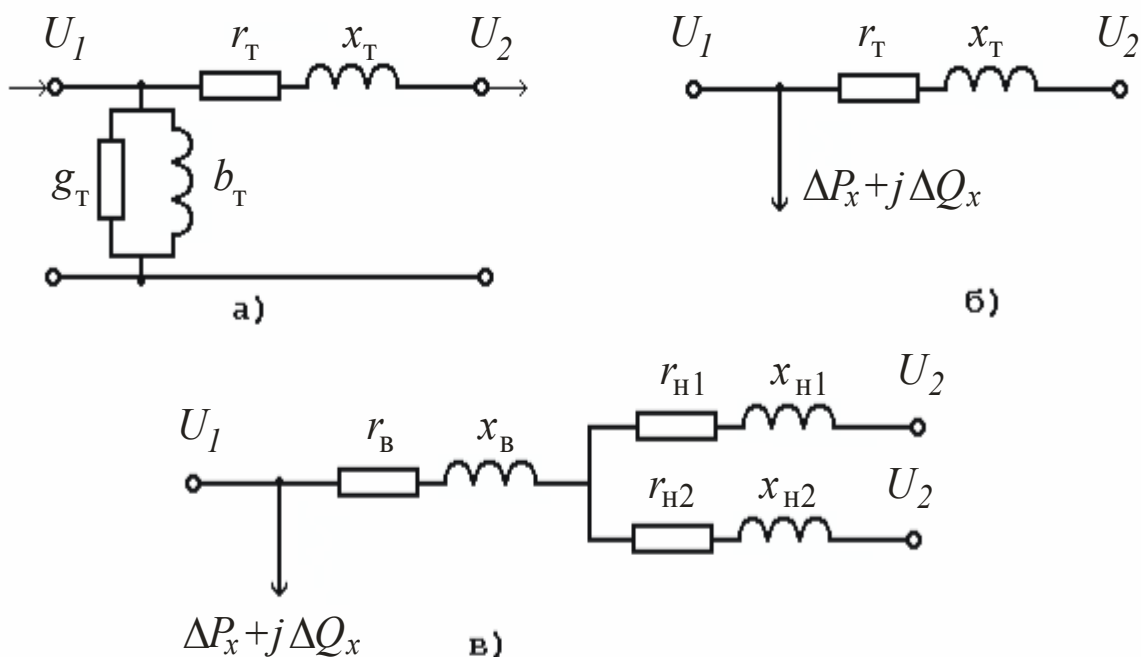 U1 rт xт U2
gт bт
а)
U1 rт xт U2
ΔPx+jΔQx
б)
rн1 xн1 U2
U1 rв xв
rн2 xн2 U2
ΔPx+jΔQx
в)